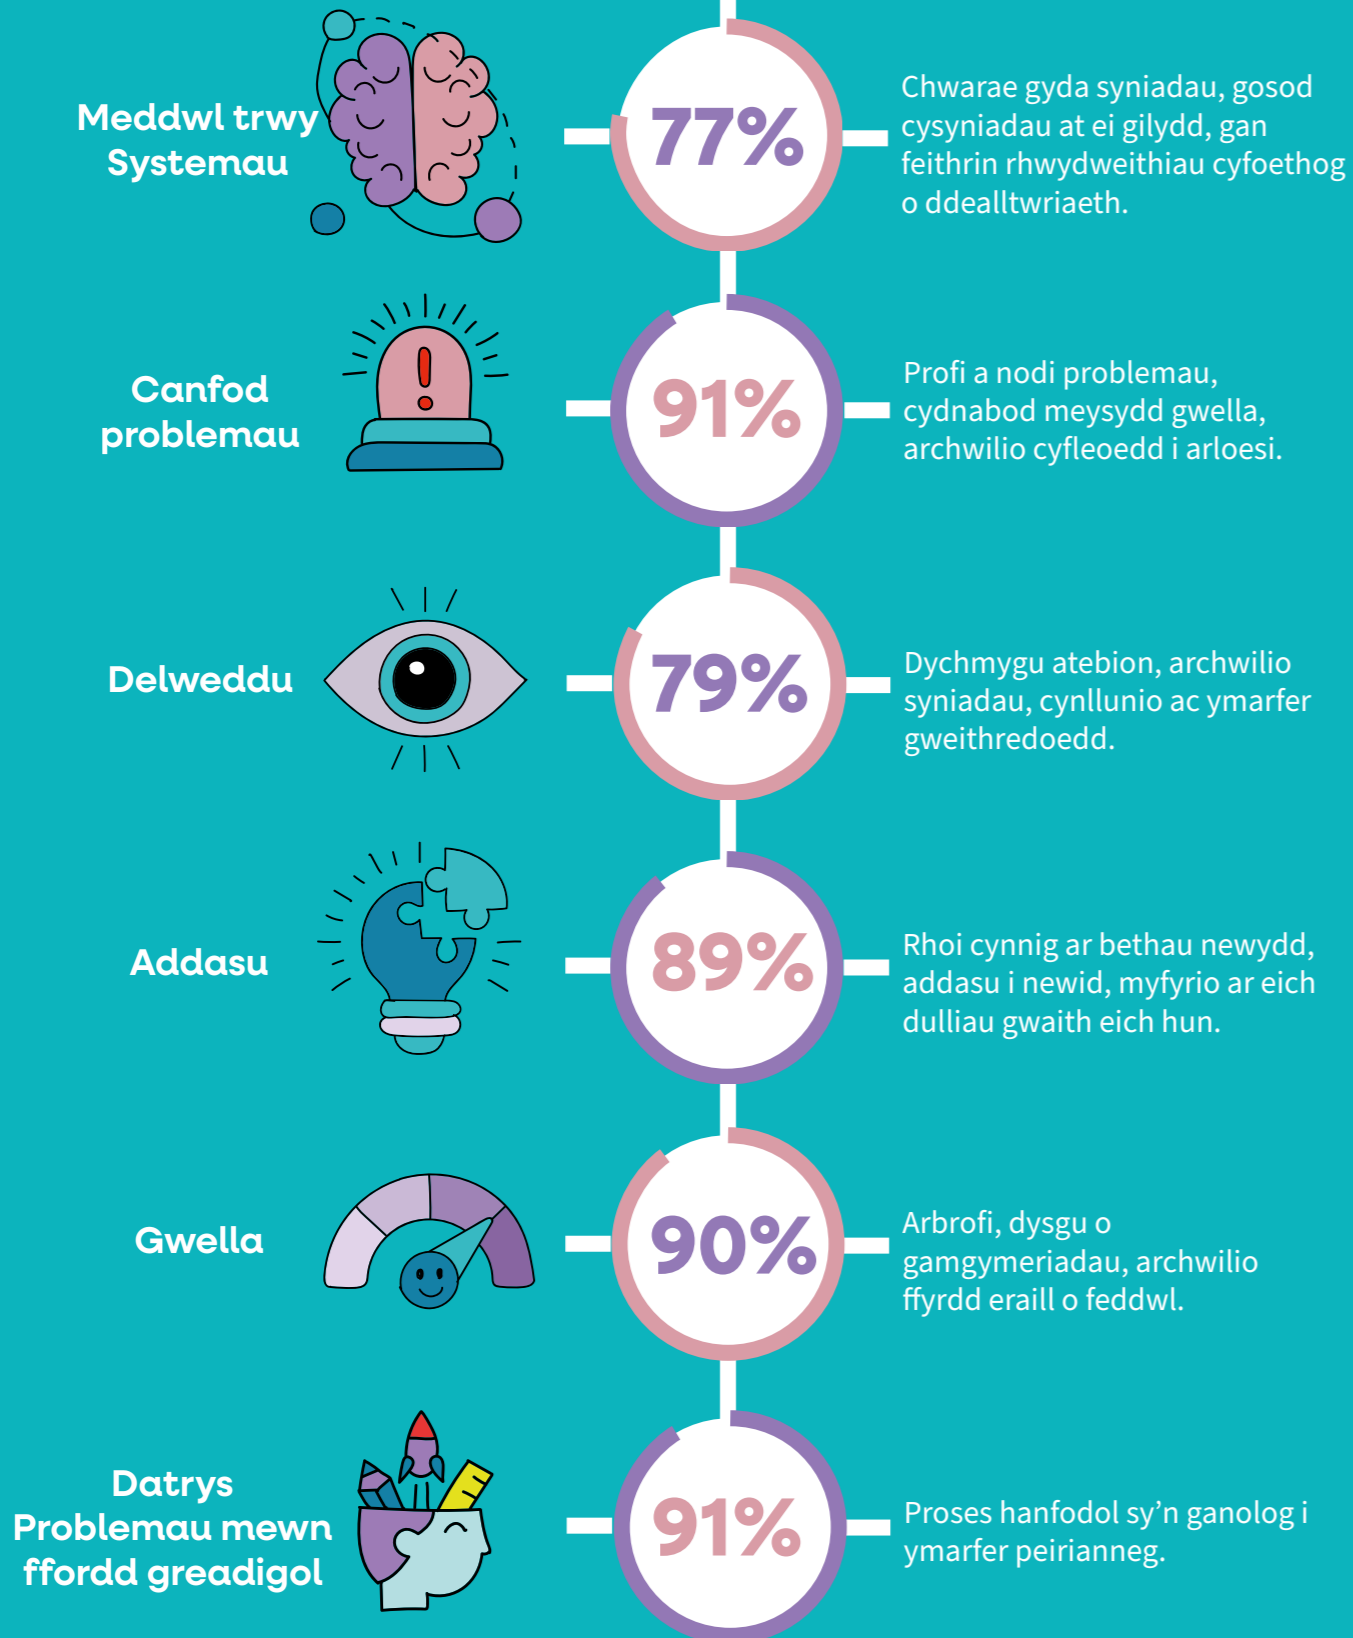 Meddwl trwy
Systemau
77%
Chwarae gyda syniadau, gosod
cysyniadau at ei gilydd, gan
feithrin rhwydweithiau cyfoethog
o ddealltwriaeth.
Canfod
problemau
91%
Profi a nodi problemau,
cydnabod meysydd gwella,
archwilio cyfleoedd i arloesi.
Delweddu
79%
Dychmygu atebion, archwilio
syniadau, cynllunio ac ymarfer
gweithredoedd.
Addasu
89%
Rhoi cynnig ar bethau newydd,
addasu i newid, myfyrio ar eich
dulliau gwaith eich hun.
Gwella
90%
Arbrofi, dysgu o
gamgymeriadau, archwilio
ffyrdd eraill o feddwl.
Datrys
Problemau mewn
ffordd greadigol
91%
Proses hanfodol sy’n ganolog i
ymarfer peirianneg.